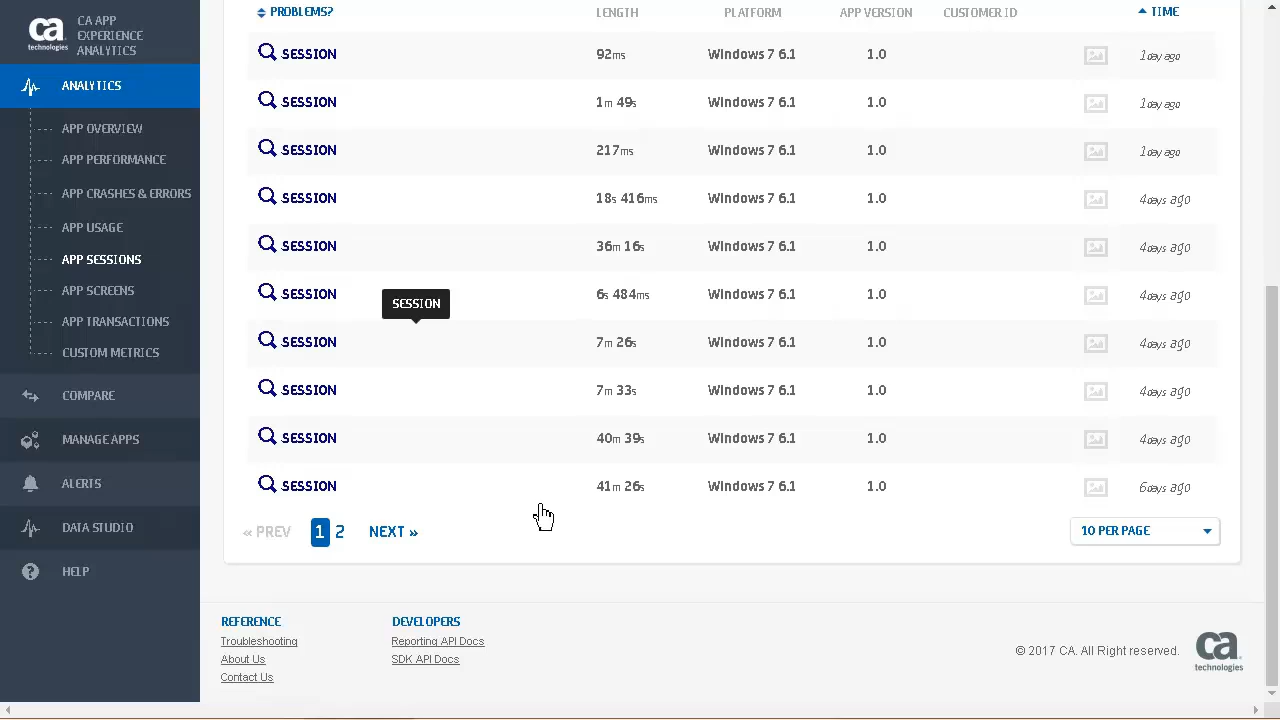 ca technologies
CA APP
EXPERIENCE
ANALYTICS
ANALYTICS
APP OVERVIEW
APP PERFORMANCE
APP CRASHES & ERRORS
APP USAGE
APP SESSIONS
APP SCREENS
APP TRANSACTIONS
CUSTOM METRICS
COMPARE
MANAGE APPS
ALERTS
DATA STUDIO
HELP
PROBLEMS? LENGTH PLATFORM APP VERSION CUSTOMER ID TIME
SESSION 92ms Windows 7 6.1 1.0 1day ago
SESSION 1m 49s Windows 7 6.1 1.0 1day ago
SESSION 217ms Windows 7 6.1 1.0 1day ago
SESSION 18s 416ms Windows 7 6.1 1.0 4days ago
SESSION 36m 16s Windows 7 6.1 1.0 4days ago
SESSION 6s 484ms Windows 7 6.1 1.0 4days ago
SESSION
SESSION 7m 26s Windows 7 6.1 1.0 4days ago
SESSION 7m 33s Windows 7 6.1 1.0 4days ago
SESSION 40m 39s Windows 7 6.1 1.0 4days ago
SESSION 41m 26s Windows 7 6.1 1.0 6days ago
« PREV 1 2 NEXT » 10 PER PAGE
REFERENCE
Troubleshooting
About Us
Contact Us
DEVELOPERS
Reporting API Docs
SDK API Docs
© 2017 CA. All Right reserved.
ca technologies